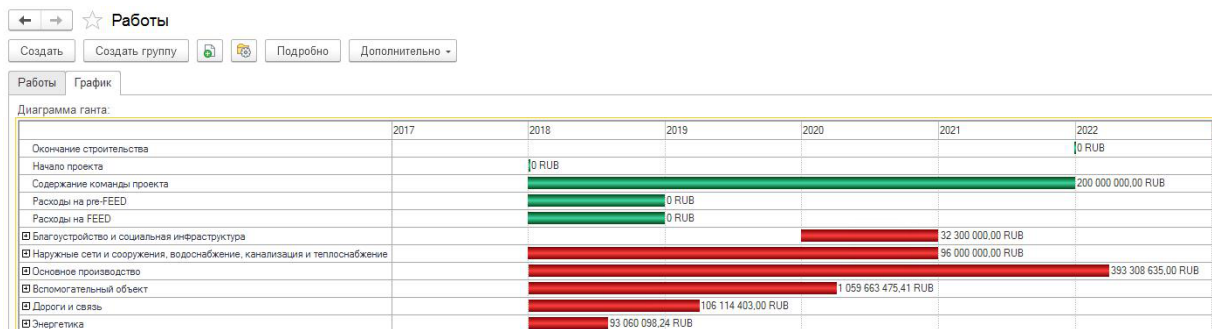 Работы
Создать Создать группу Подробно Дополнительно
Работы График
Диаграмма ганта:
2017 2018 2019 2020 2021 2022
Окончание строительства 0 RUB
Начало проекта 0 RUB
Содержание команды проекта 200 000 000,00 RUB
Расходы на pre-FEED 0 RUB
Расходы на FEED 0 RUB
Благоустройство и социальная инфраструктура 32 300 000,00 RUB
Наружные сети и сооружения, водоснабжение, канализация и теплоснабжение 96 000 000,00 RUB
Основное производство 393 308 635,00 RUB
Вспомогательный объект 1 059 663 475,41 RUB
Дороги и связь 106 114 403,00 RUB
Энергетика 93 060 098,24 RUB